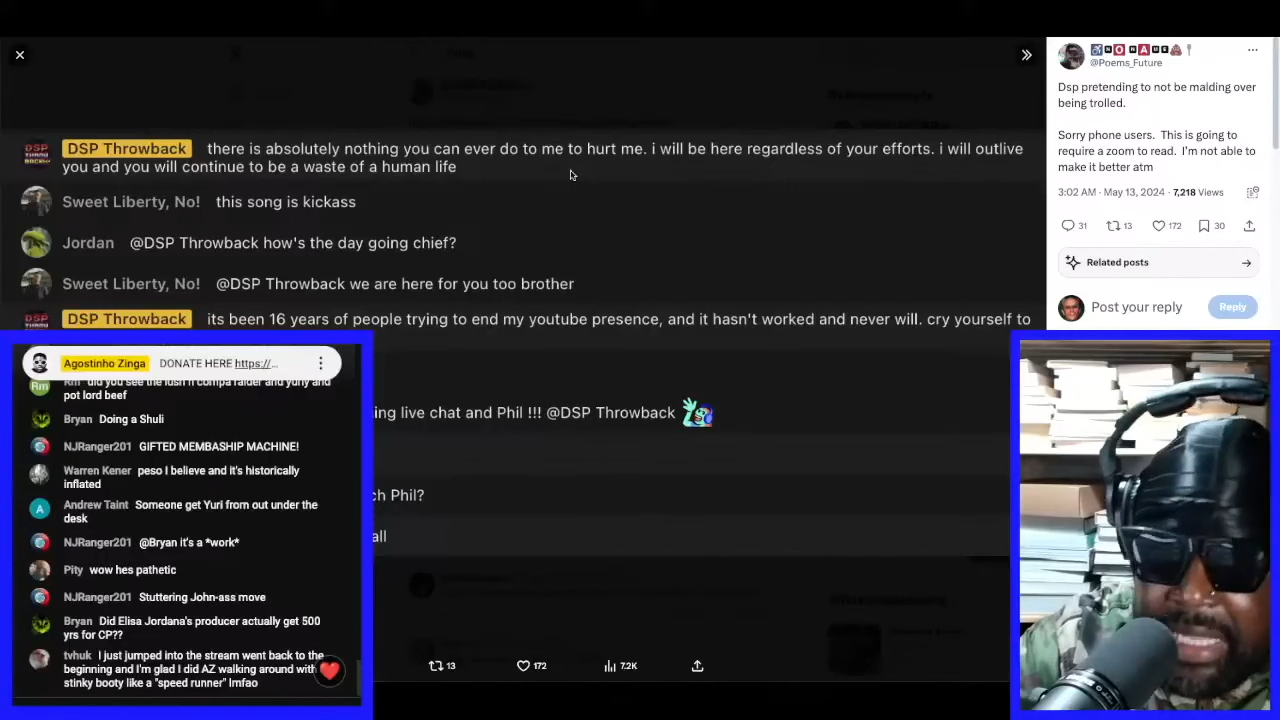 DSP Throwback there is absolutely nothing you can ever do to me to hurt me. i will be here regardless of your efforts. i will outlive
you and you will continue to be a waste of a human life
Sweet Liberty, No! this song is kickass
Jordan @DSP Throwback how's the day going chief?
Sweet Liberty, No! @DSP Throwback we are here for you too brother
DSP Throwback its been 16 years of people trying to end my youtube presence, and it hasn't worked and never will. cry yourself to
ing live chat and Phil !!! @DSP Throwback
ch Phil?
all
13
172
7.2K
@Poems_Future
Dsp pretending to not be malding over
being trolled.
Sorry phone users. This is going to
require a zoom to read. I'm not able to
make it better atm
3:02 AM · May 13, 2024 · 7,218 Views
31 13 172 30
Related posts
Post your reply
Reply
Agostinho Zinga DONATE HERE https://...
Rm did you see the lush n compa raider and yuny and
pot lord beef
Bryan Doing a Shuli
NJRanger201 GIFTED MEMBASHIP MACHINE!
Warren Kener peso I believe and it's historically
inflated
Andrew Taint Someone get Yuri from out under the
desk
NJRanger201 @Bryan it's a *work*
Pity wow hes pathetic
NJRanger201 Stuttering John-ass move
Bryan Did Elisa Jordana's producer actually get 500
yrs for CP??
tvhuk I just jumped into the stream went back to the
beginning and I'm glad I did AZ walking around with
stinky booty like a "speed runner" lmfao